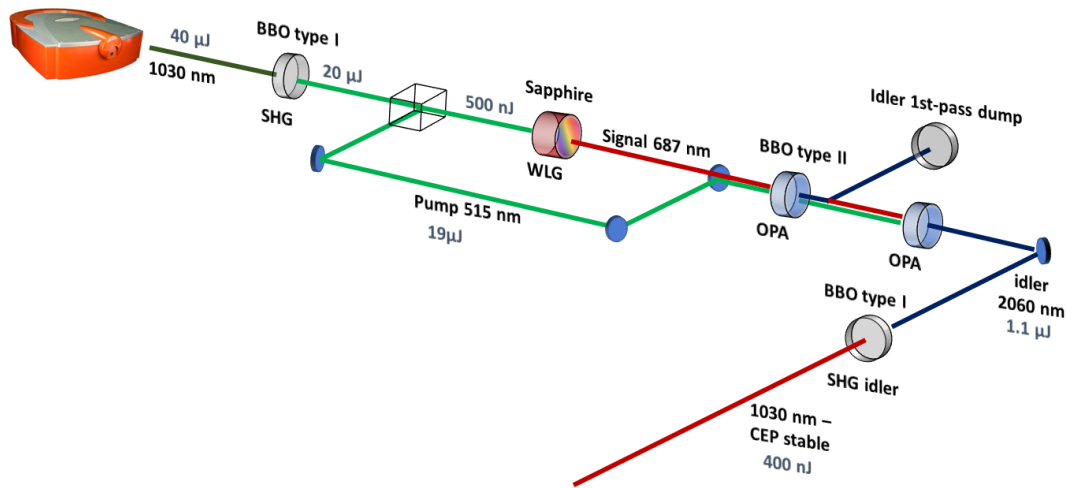 40 µJ
1030 nm
BBO type I
SHG
20 µJ
500 nJ
Sapphire
WLG
Signal 687 nm
Pump 515 nm
19µJ
BBO type II
OPA
Idler 1st-pass dump
OPA
idler
2060 nm
1.1 µJ
BBO type I
SHG idler
1030 nm –
CEP stable
400 nJ